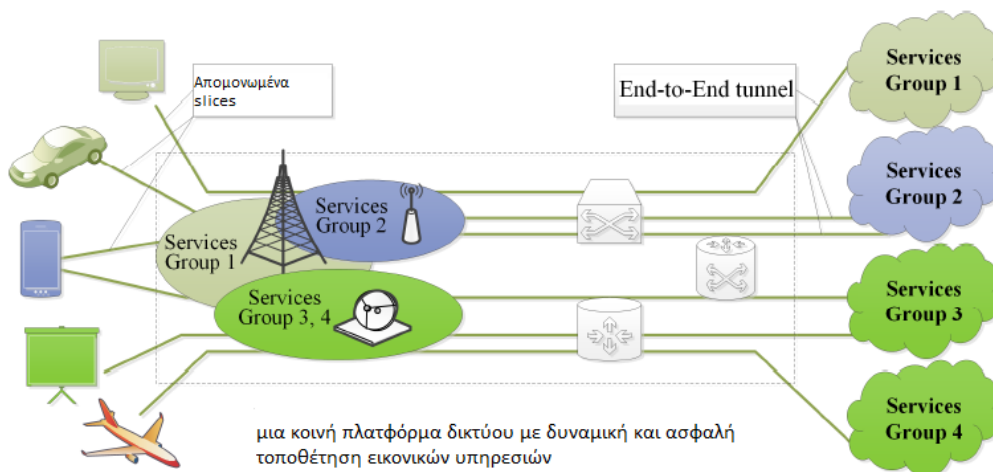 Απομονωμένα
slices
End-to-End tunnel
Services
Group 1
Services
Group 2
Services
Group 3
Services
Group 4
Services
Group 2
Services
Group 1
Services
Group 3, 4
μια κοινή πλατφόρμα δικτύου με δυναμική και ασφαλή
τοποθέτηση εικονικών υπηρεσιών